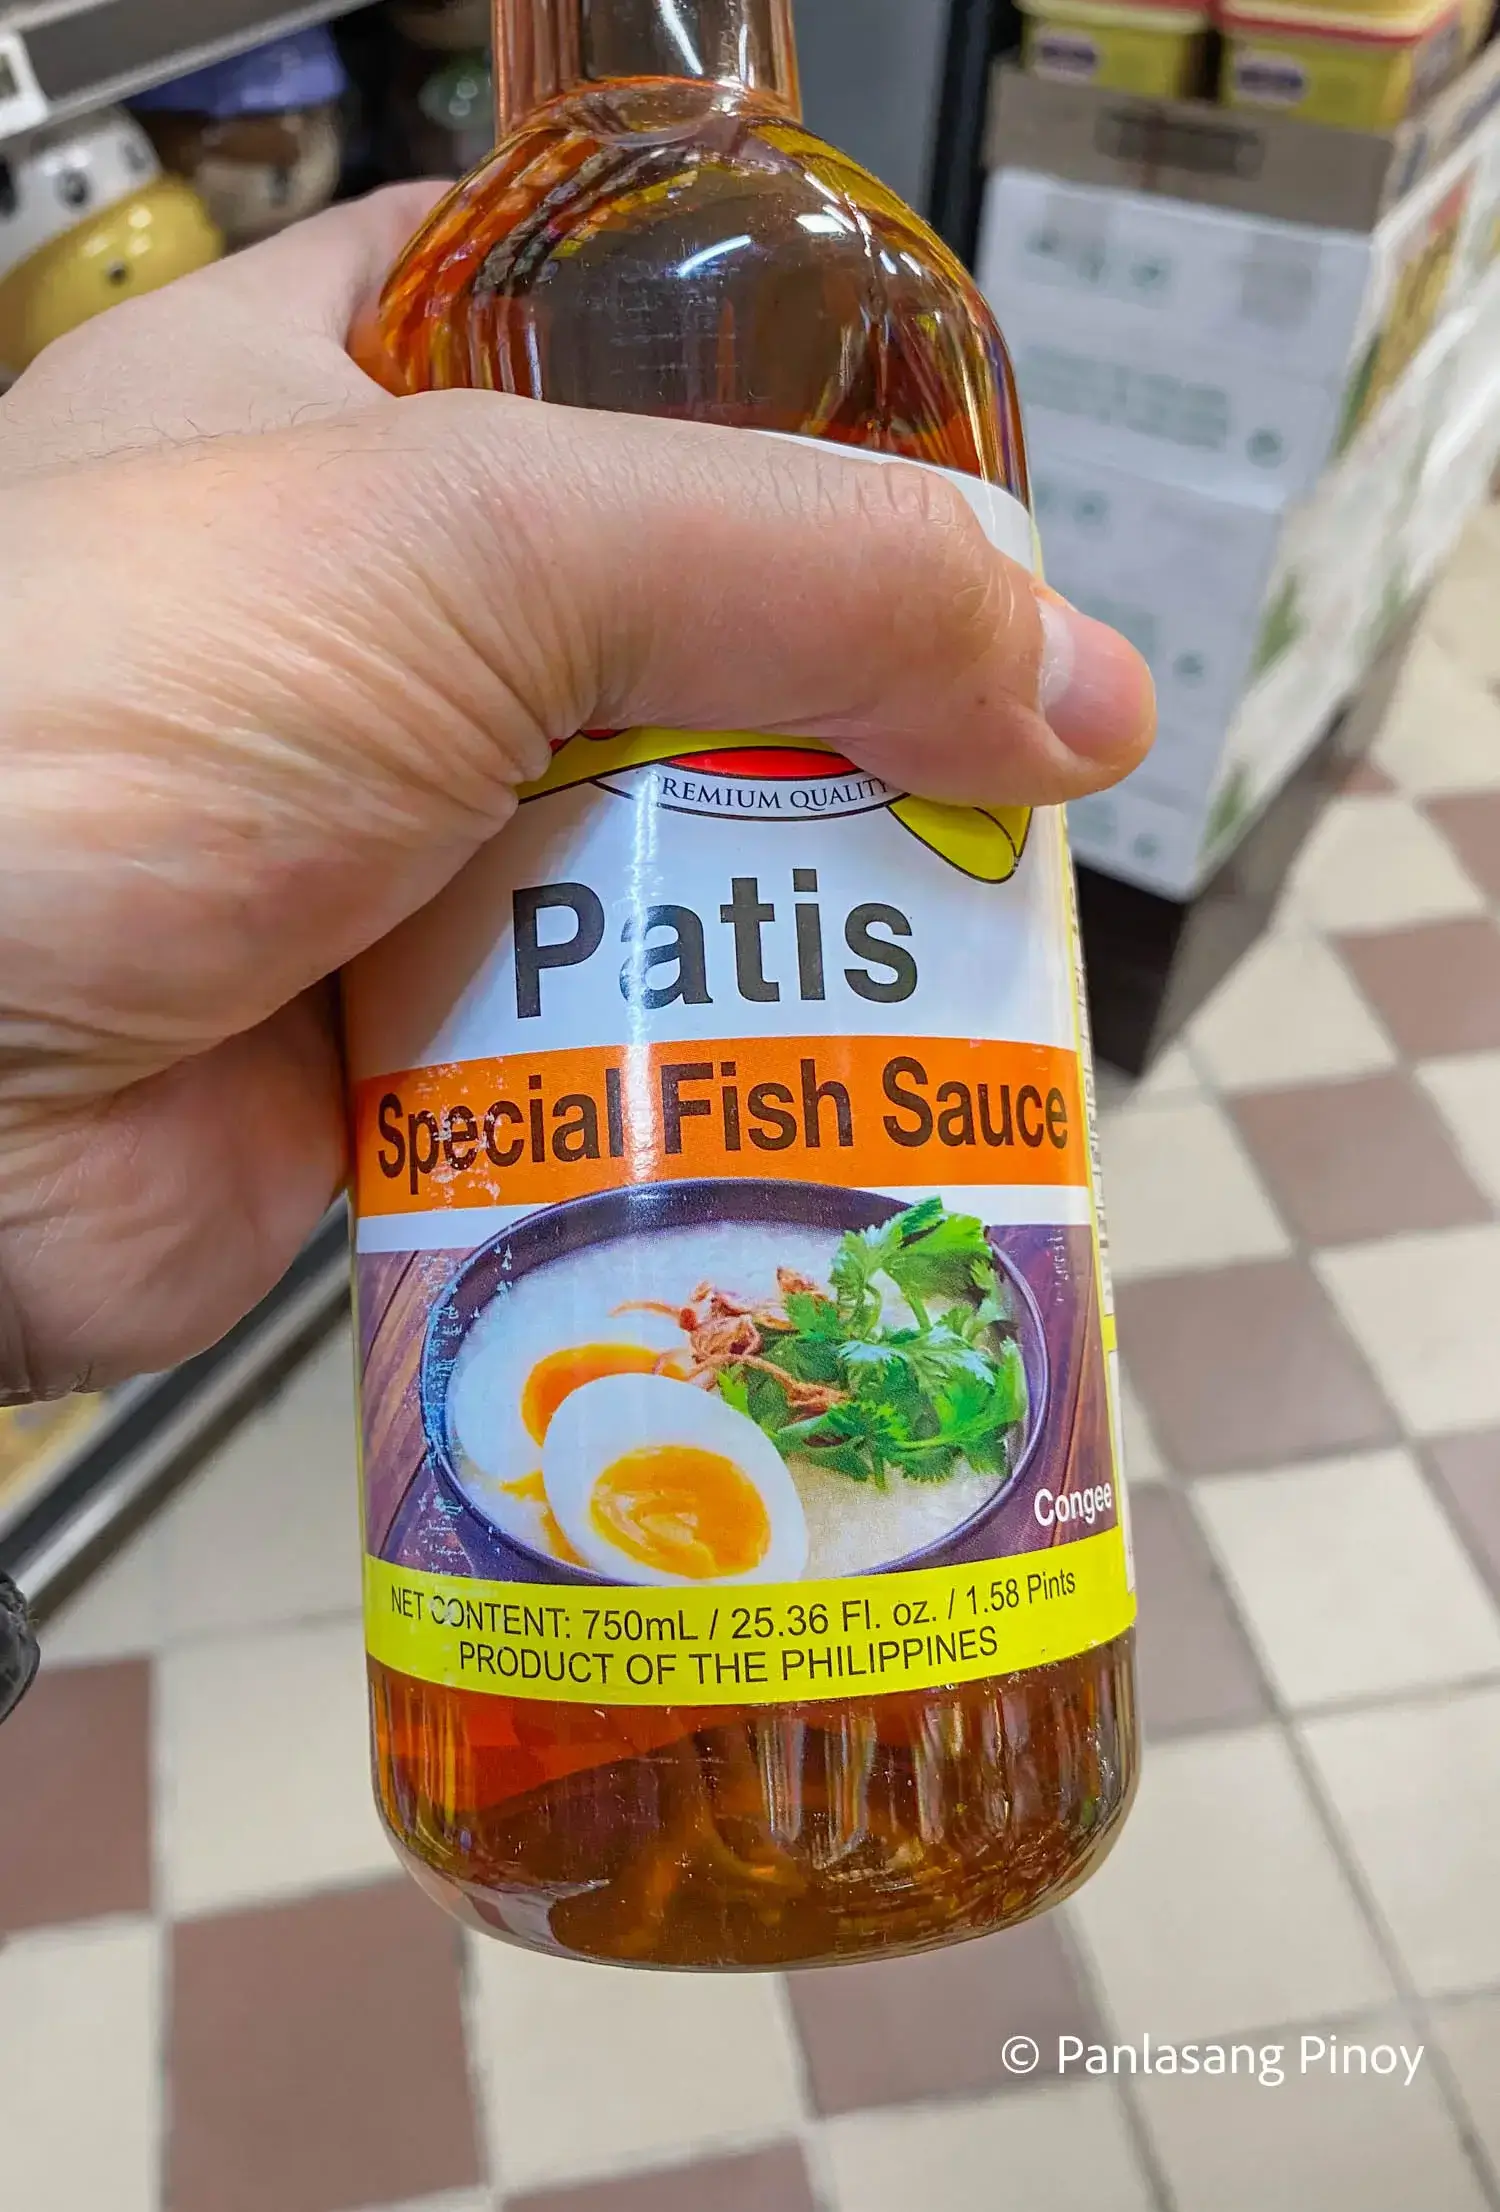 PREMIUM QUALITY
Patis
Special Fish Sauce
Congee
NET CONTENT: 750mL / 25.36 Fl. oz. / 1.58 Pints
PRODUCT OF THE PHILIPPINES
© Panlasang Pinoy